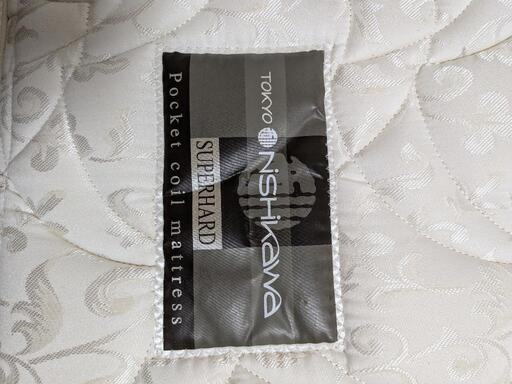 TOKYO
NiSHiKaWa
SUPERHARD
Pocket coil mattress